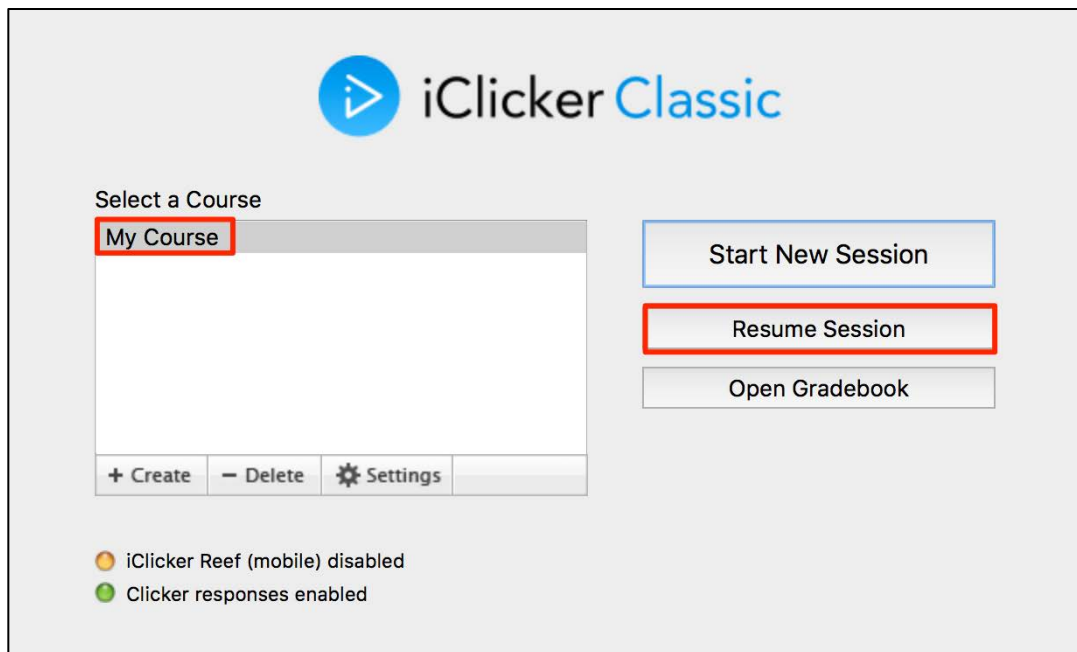 iClicker Classic
Select a Course
My Course
Start New Session
Resume Session
Open Gradebook
+ Create − Delete Settings
iClicker Reef (mobile) disabled
Clicker responses enabled